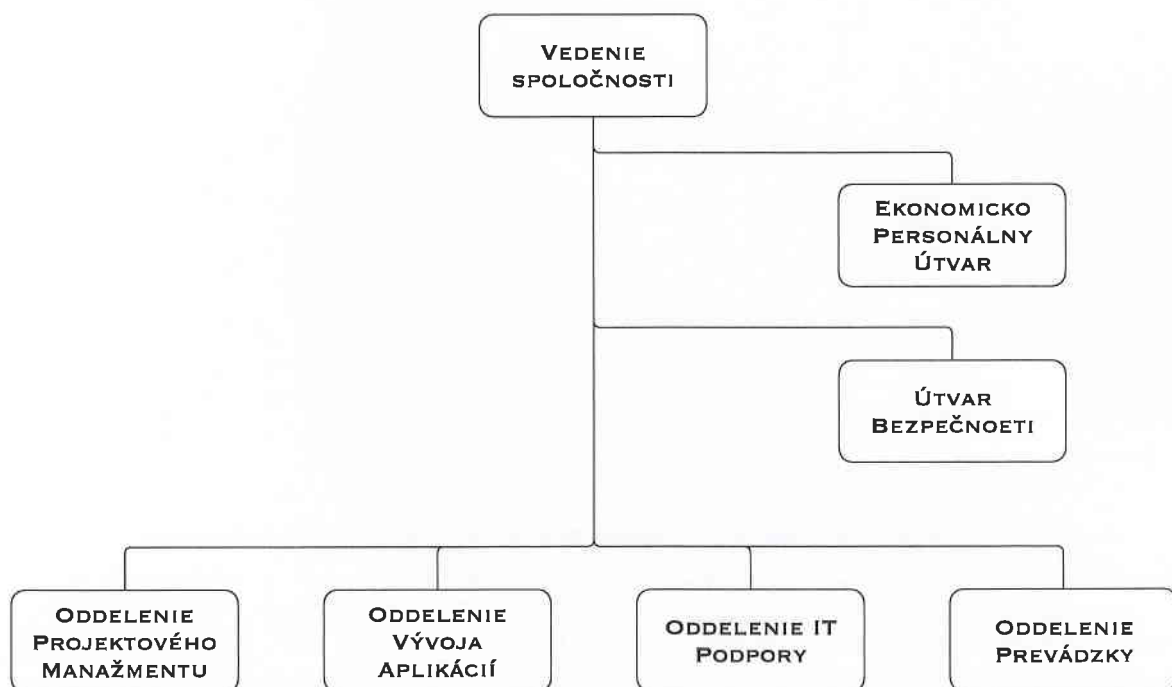 VEDENIE
SPOLOČNOSTI
EKONOMICKO
PERSONÁLNY
ÚTVAR
ÚTVAR
BEZPEČNOETI
ODDELENIE
PROJEKTOVÉHO
MANAŽMENTU
ODDELENIE
VÝVOJA
APLIKÁCIÍ
ODDELENIE IT
PODPORY
ODDELENIE
PREVÁDZKY